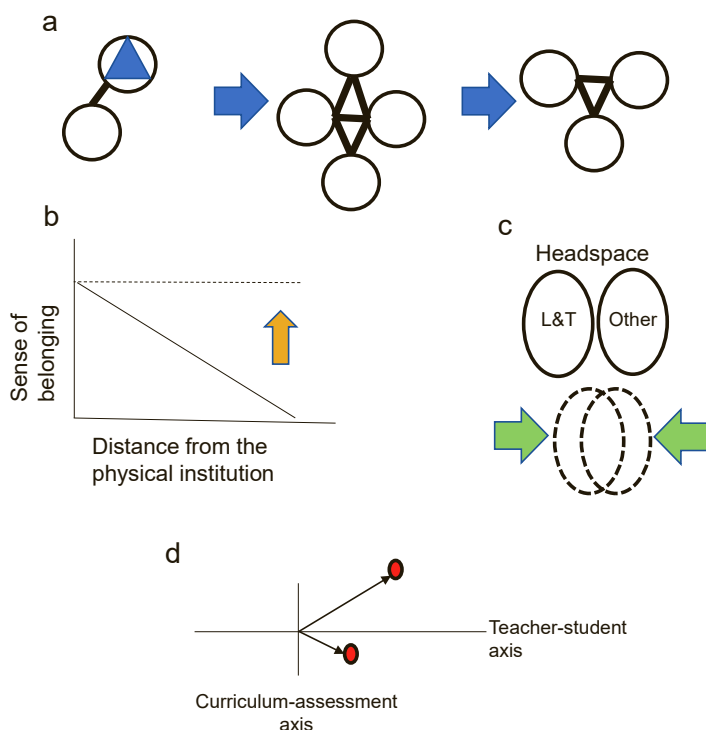 a
b
Sense of
belonging
Distance from the
physical institution
c
Headspace
L&T
Other
d
Teacher-student
axis
Curriculum-assessment
axis